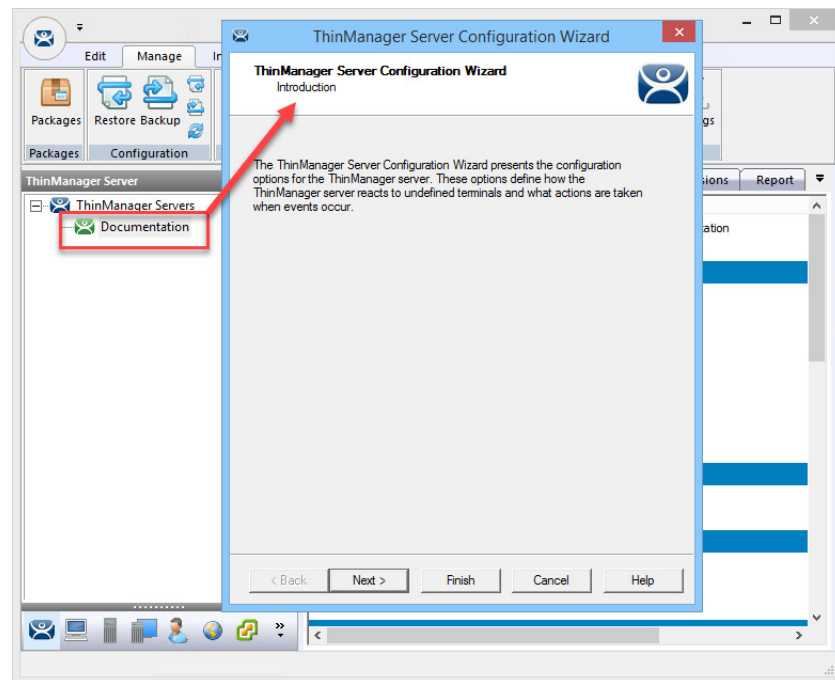 ThinManager Server Configuration Wizard
Edit
Manage
ThinManager Server Configuration Wizard
Introduction
Packages
Restore
Backup
Packages
Configuration
ThinManager Server
Report
ThinManager Servers
Documentation
The ThinManager Server Configuration Wizard presents the configuration
options for the ThinManager server. These options define how the
ThinManager server reacts to undefined terminals and what actions are taken
when events occur.
< Back
Next >
Finish
Cancel
Help